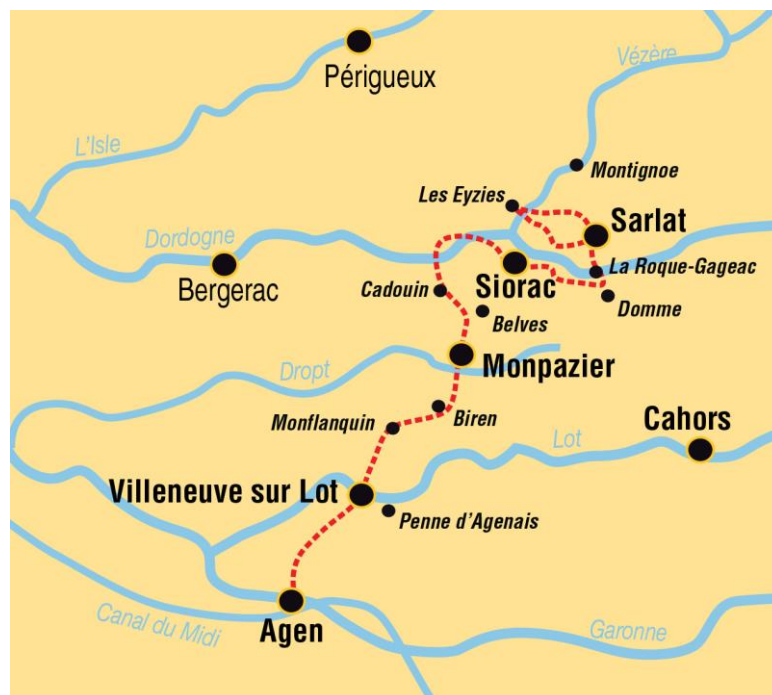 Périgueux
Vézère
L'Isle
Montignoe
Les Eyzies
Sarlat
Dordogne
La Roque-Gageac
Bergerac
Siorac
Cadouin
Domme
Belves
Monpazier
Dropt
Biren
Monflanquin
Cahors
Lot
Villeneuve sur Lot
Penne d'Agenais
Canal du Midi
Agen
Garonne